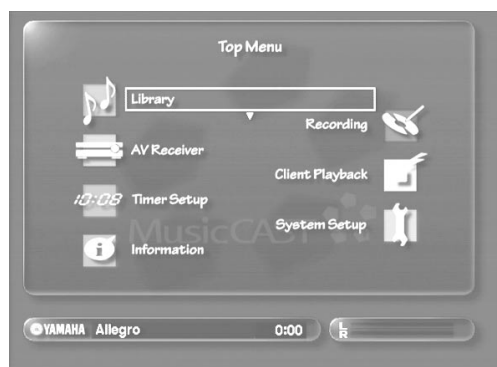 Top Menu
Library
Recording
AV Receiver
Client Playback
10:08 Timer Setup
System Setup
MusicCAST
i Information
YAMAHA Allegro 0:00 L
R